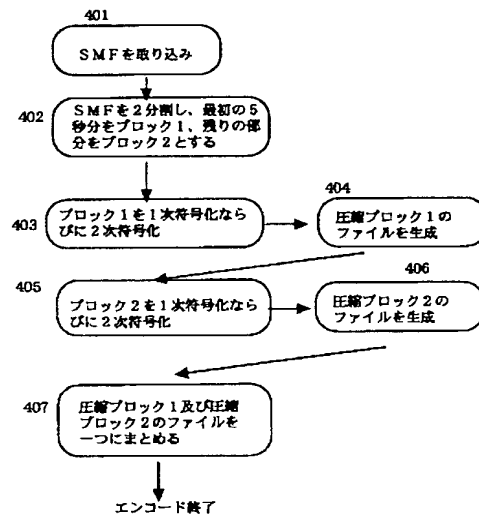 401
SMFを取り込み
402
SMFを2分割し、最初の5
秒分をブロック1、残りの部
分をブロック2とする
403
ブロック1を1次符号化なら
びに2次符号化
404
圧縮ブロック1の
ファイルを生成
405
ブロック2を1次符号化なら
びに2次符号化
406
圧縮ブロック2の
ファイルを生成
407
圧縮ブロック1及び圧縮
ブロック2のファイルを
一つにまとめる
エンコード終了